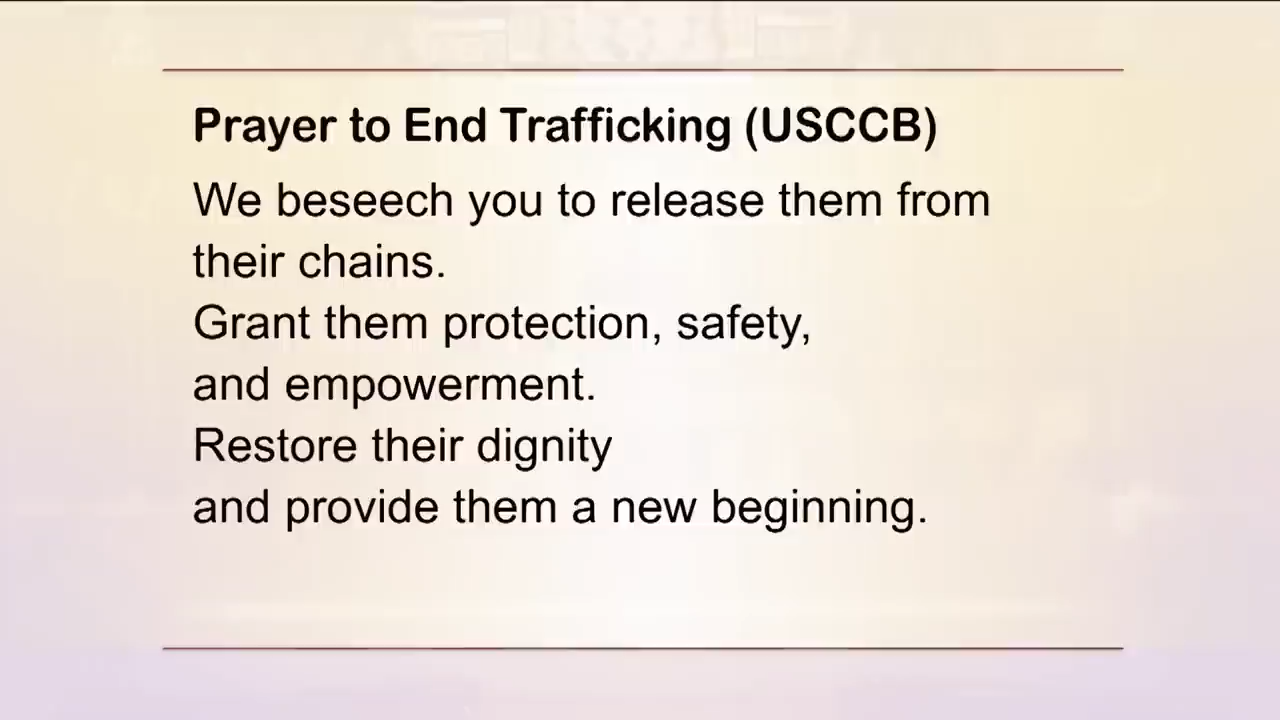 Prayer to End Trafficking (USCCB)
We beseech you to release them from
their chains.
Grant them protection, safety,
and empowerment.
Restore their dignity
and provide them a new beginning.